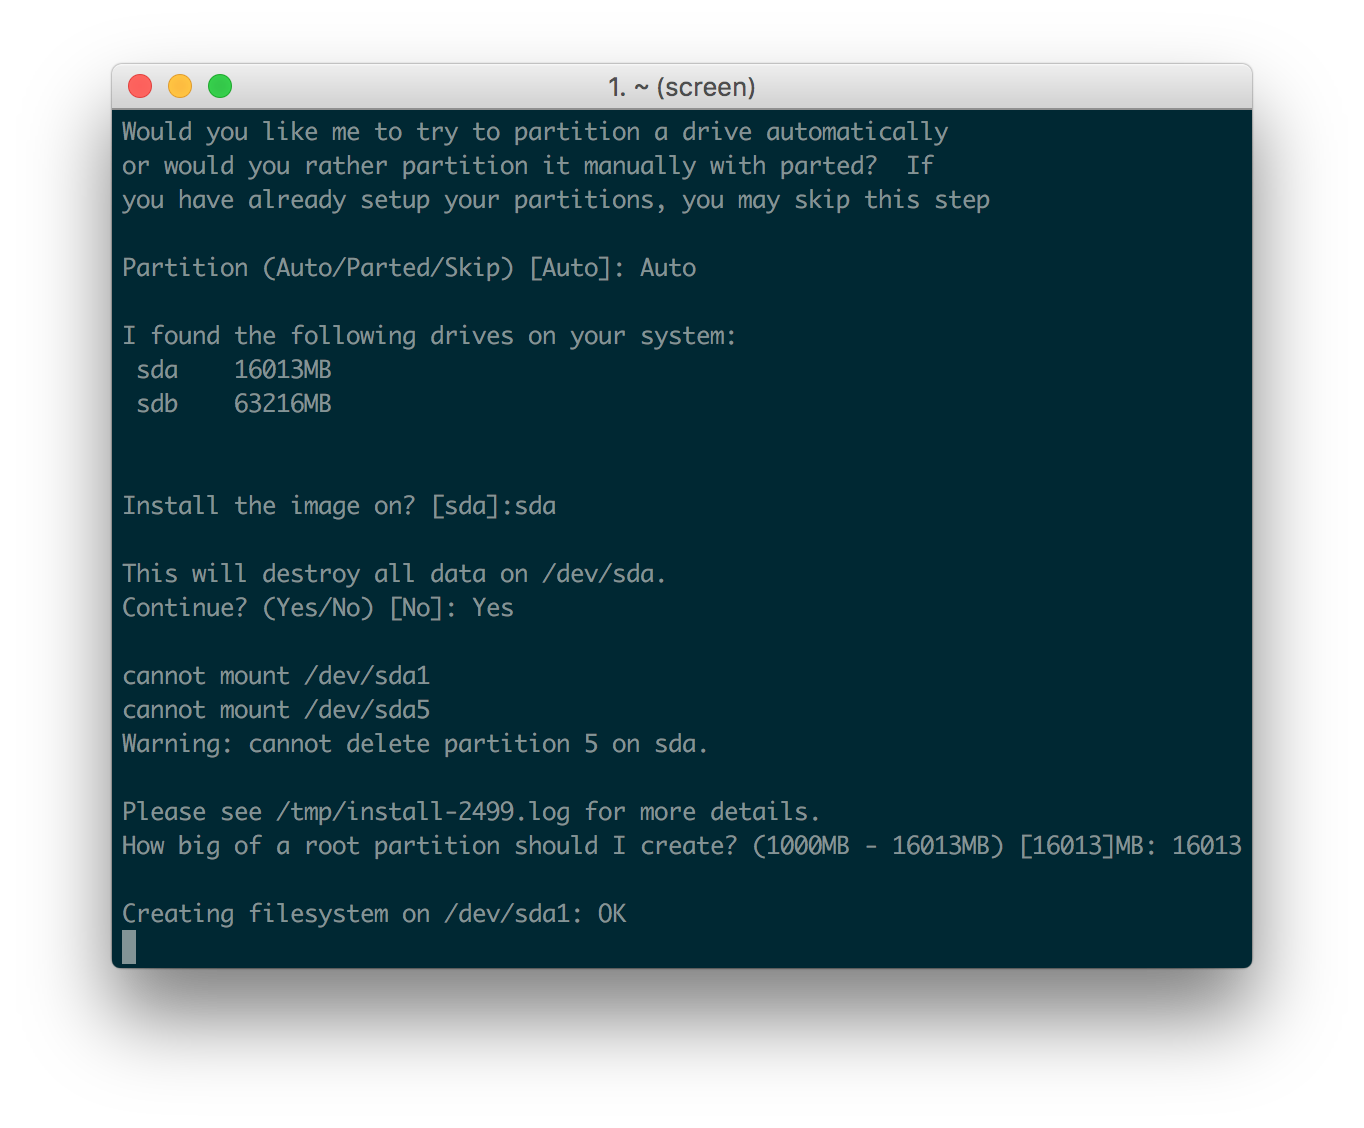 1. ~ (screen)
Would you like me to try to partition a drive automatically
or would you rather partition it manually with parted?  If
you have already setup your partitions, you may skip this step
Partition (Auto/Parted/Skip) [Auto]: Auto
I found the following drives on your system:
 sda    16013MB
 sdb    63216MB
Install the image on? [sda]:sda
This will destroy all data on /dev/sda.
Continue? (Yes/No) [No]: Yes
cannot mount /dev/sda1
cannot mount /dev/sda5
Warning: cannot delete partition 5 on sda.
Please see /tmp/install-2499.log for more details.
How big of a root partition should I create? (1000MB - 16013MB) [16013]MB: 16013
Creating filesystem on /dev/sda1: OK